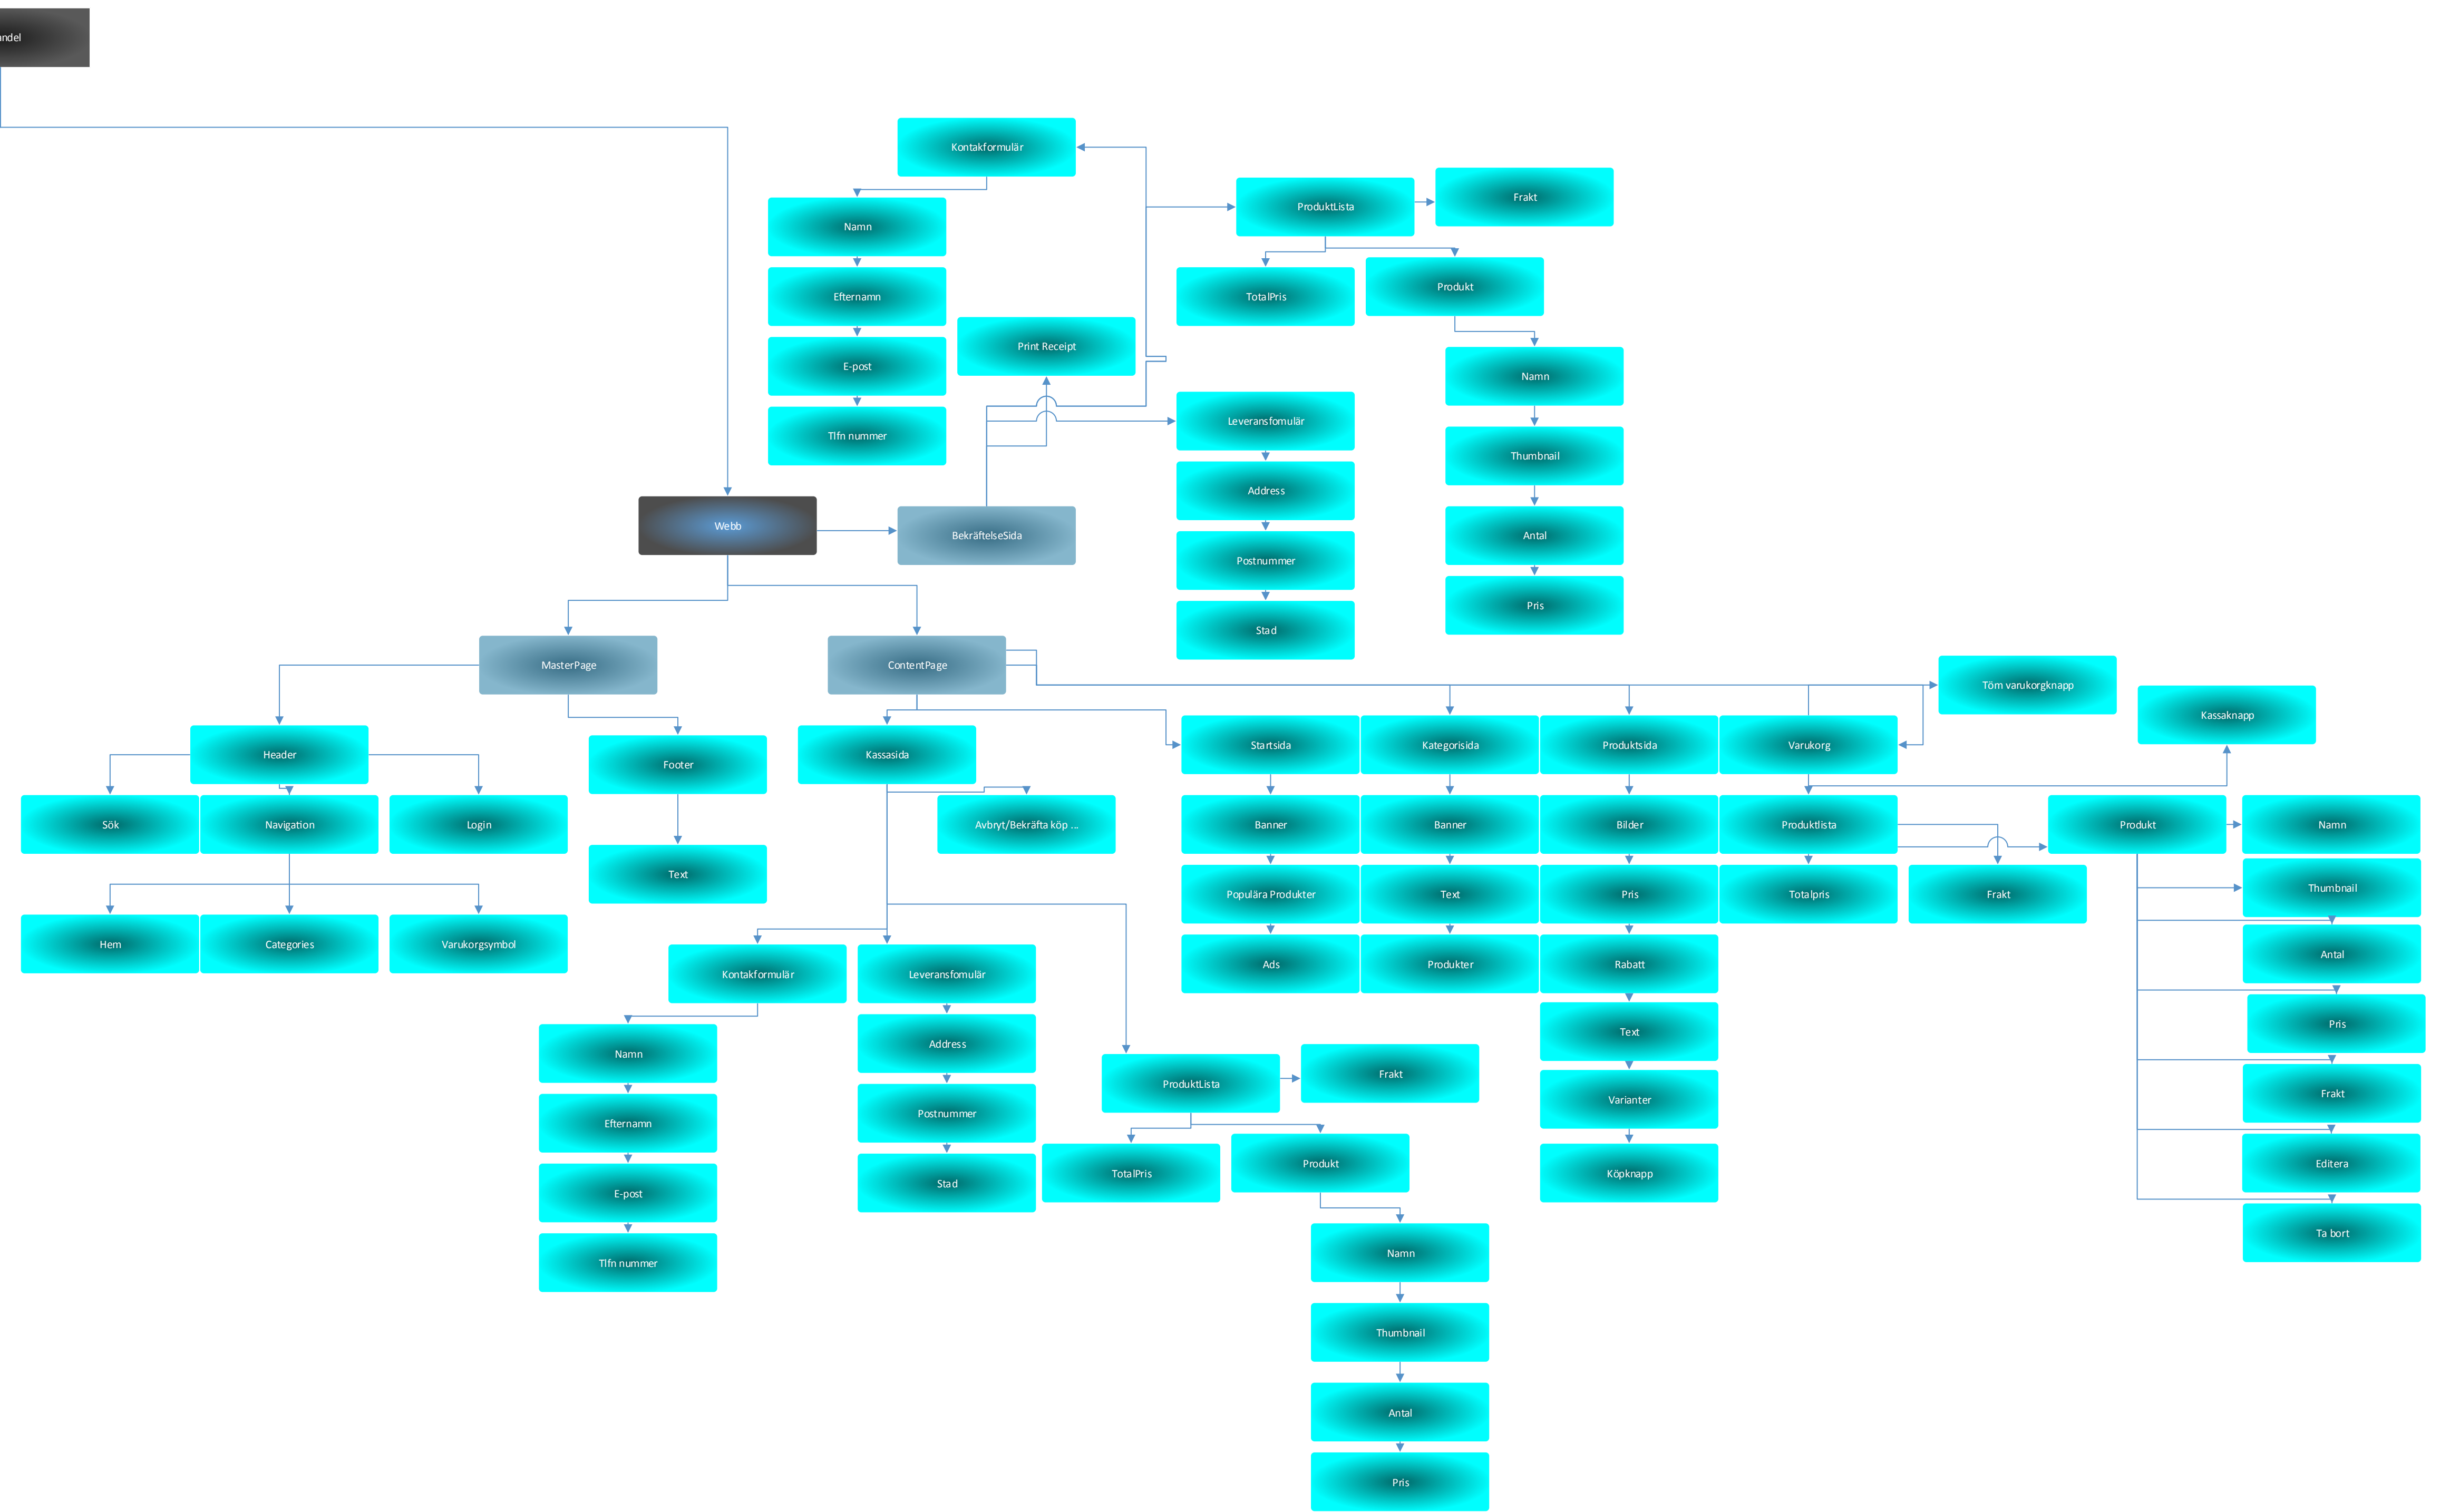 andel
Kontakformulär
Namn
Efternamn
E-post
Tlfn nummer
Print Receipt
ProduktLista
Frakt
TotalPris
Produkt
Namn
Thumbnail
Antal
Pris
Leveransfomulär
Address
Postnummer
Stad
Webb
BekräftelseSida
MasterPage
ContentPage
Header
Sök
Navigation
Login
Hem
Categories
Varukorgsymbol
Footer
Text
Kassasida
Avbryt/Bekräfta köp ...
Kontakformulär
Namn
Efternamn
E-post
Tlfn nummer
Leveransfomulär
Address
Postnummer
Stad
ProduktLista
Frakt
TotalPris
Produkt
Namn
Thumbnail
Antal
Pris
Startsida
Banner
Populära Produkter
Ads
Kategorisida
Banner
Text
Produkter
Produktsida
Bilder
Pris
Rabatt
Text
Varianter
Köpknapp
Varukorg
Produktlista
Totalpris
Töm varukorgknapp
Kassaknapp
Frakt
Produkt
Namn
Thumbnail
Antal
Pris
Frakt
Editera
Ta bort